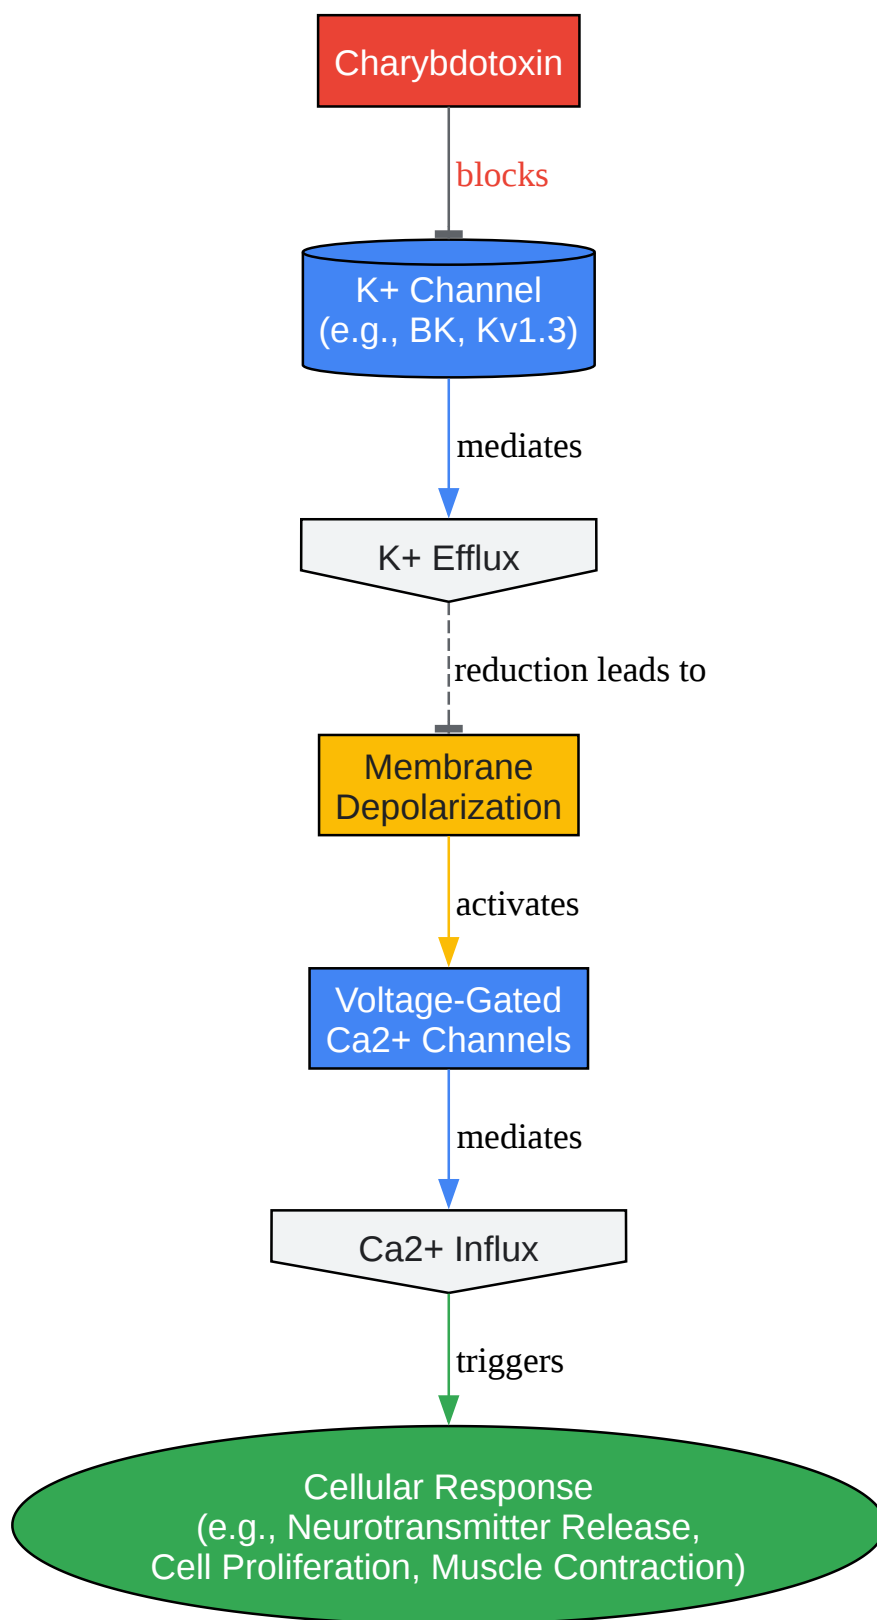 Charybdotoxin
blocks
K+ Channel
(e.g., BK, Kv1.3)
mediates
K+ Efflux
reduction leads to
Membrane
Depolarization
activates
Voltage-Gated
Ca2+ Channels
mediates
Ca2+ Influx
triggers
Cellular Response
(e.g., Neurotransmitter Release,
Cell Proliferation, Muscle Contraction)